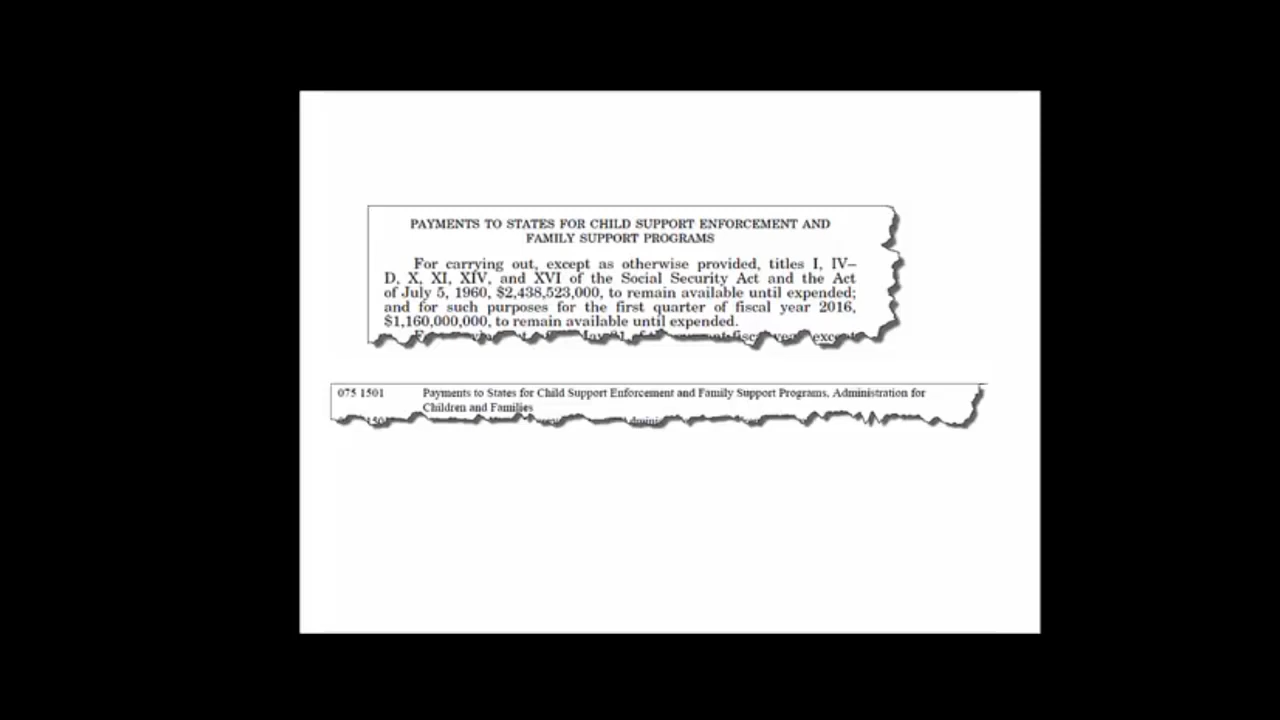 PAYMENTS TO STATES FOR CHILD SUPPORT ENFORCEMENT AND
FAMILY SUPPORT PROGRAMS
For carrying out, except as otherwise provided, titles I, IV–
D, X, XI, XIV, and XVI of the Social Security Act and the Act
of July 5, 1960, $2,438,523,000, to remain available until expended;
and for such purposes for the first quarter of fiscal year 2016,
$1,160,000,000, to remain available until expended.
except
075 1501 Payments to States for Child Support Enforcement and Family Support Programs, Administration for
Children and Families